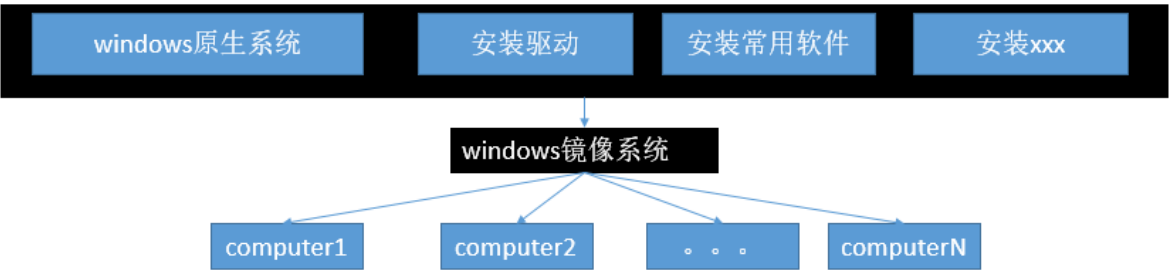 windows原生系统
安装驱动
安装常用软件
安装xxx
windows镜像系统
computer1
computer2
。。。
computerN